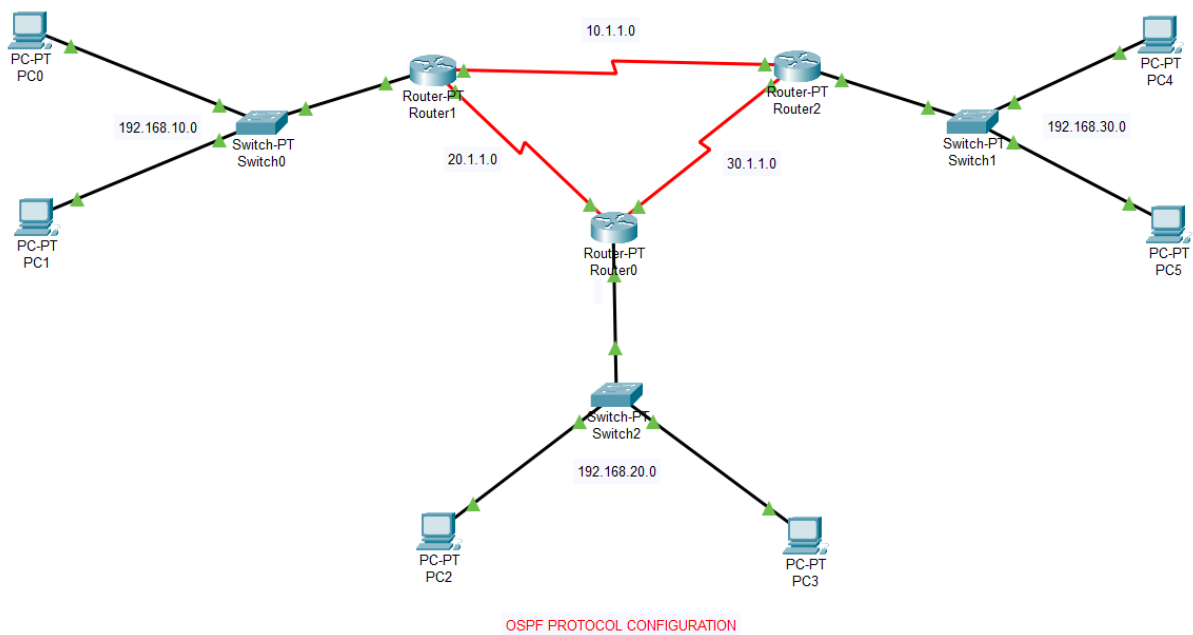 10.1.1.0
PC-PT
PC0
PC-PT
PC4
Router-PT
Router1
Router-PT
Router2
192.168.10.0
192.168.30.0
Switch-PT
Switch0
Switch-PT
Switch1
20.1.1.0
30.1.1.0
PC-PT
PC1
Router-PT
Router0
PC-PT
PC5
Switch-PT
Switch2
192.168.20.0
PC-PT
PC2
PC-PT
PC3
OSPF PROTOCOL CONFIGURATION